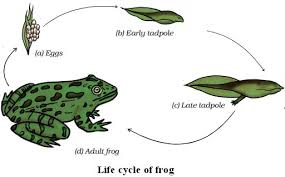 (a) Eggs
(b) Early tadpole
(c) Late tadpole
(d) Adult frog
Life cycle of frog